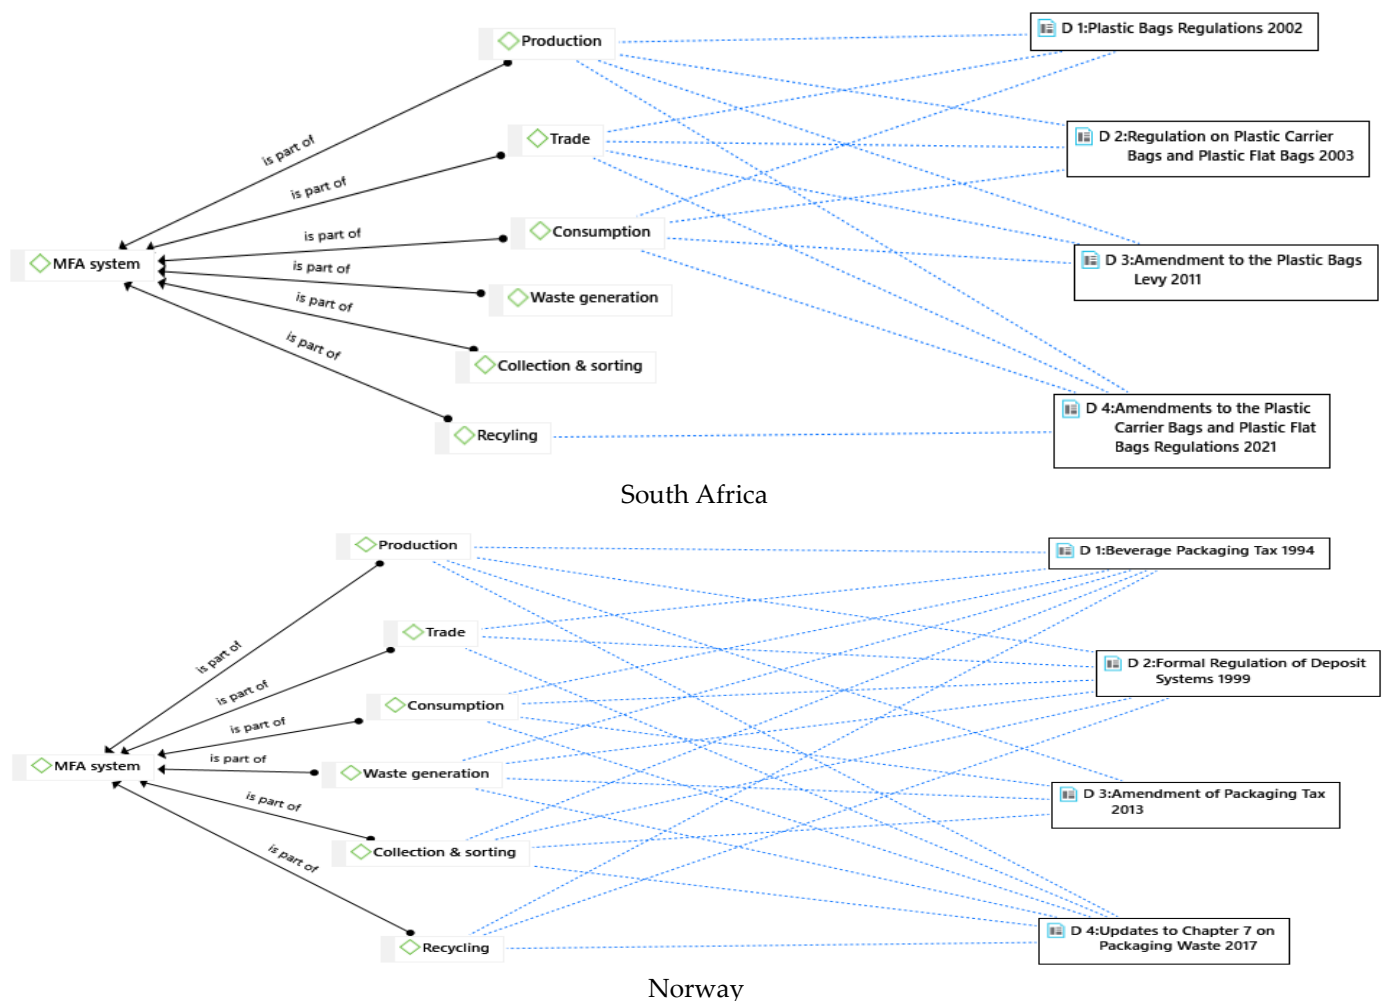 Production
D 1:Plastic Bags Regulations 2002
is part of
Trade
D 2:Regulation on Plastic Carrier
Bags and Plastic Flat Bags 2003
is part of
Consumption
is part of
MFA system
D 3:Amendment to the Plastic Bags
Levy 2011
is part of
Waste generation
is part of
Collection & sorting
is part of
D 4:Amendments to the Plastic
Carrier Bags and Plastic Flat
Bags Regulations 2021
Recyling
South Africa
Production
D 1:Beverage Packaging Tax 1994
is part of
Trade
D 2:Formal Regulation of Deposit
Systems 1999
is part of
Consumption
is part of
MFA system
is part of
Waste generation
D 3:Amendment of Packaging Tax
2013
is part of
Collection & sorting
is part of
D 4:Updates to Chapter 7 on
Packaging Waste 2017
Recycling
Norway